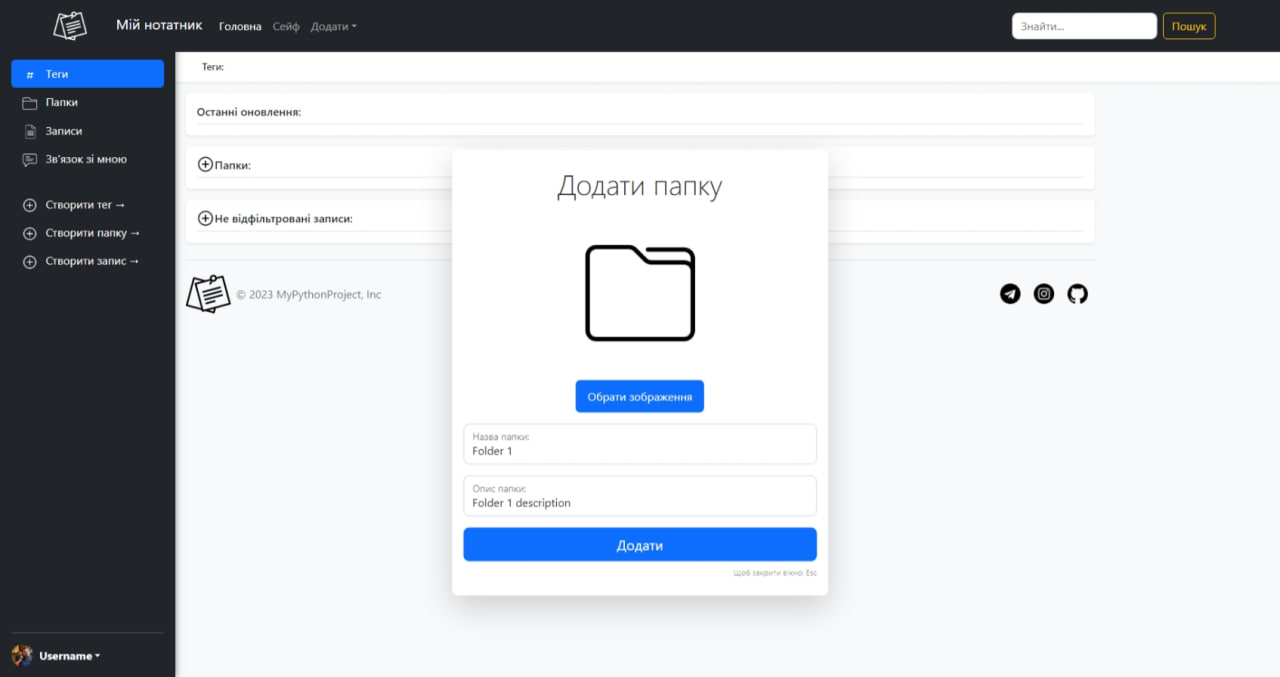 Мій нотатник
Головна
Сейф
Додати
Знайти...
Пошук
# Теги
Папки
Записи
Зв'язок зі мною
Створити тег →
Створити папку →
Створити запис →
Username
Теги:
Останні оновлення:
Папки:
Не відфільтровані записи:
© 2023 MyPythonProject, Inc
Додати папку
Обрати зображення
Назва папки:
Folder 1
Опис папки:
Folder 1 description
Додати
Щоб закрити вікно: Esc